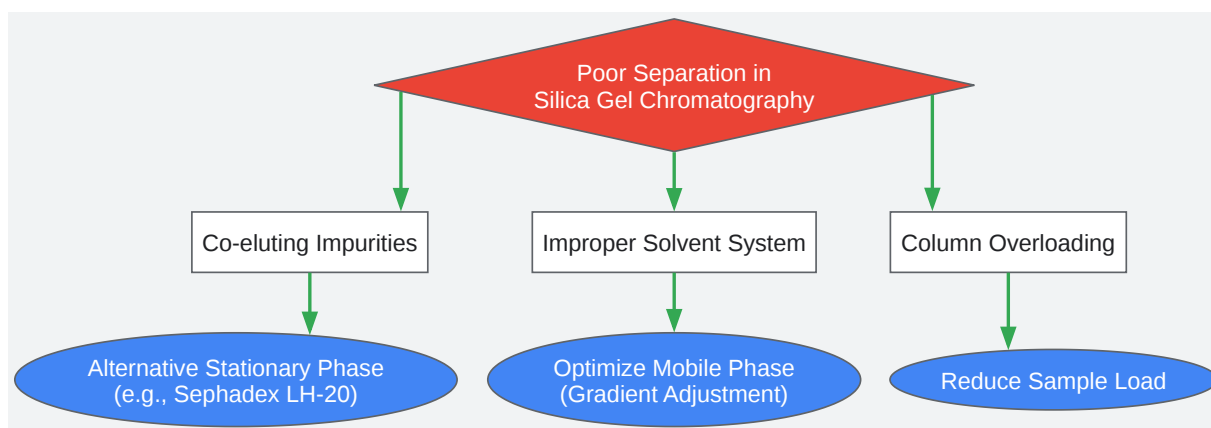 Poor Separation in
Silica Gel Chromatography
Co-eluting Impurities
Improper Solvent System
Column Overloading
Alternative Stationary Phase
(e.g., Sephadex LH-20)
Optimize Mobile Phase
(Gradient Adjustment)
Reduce Sample Load